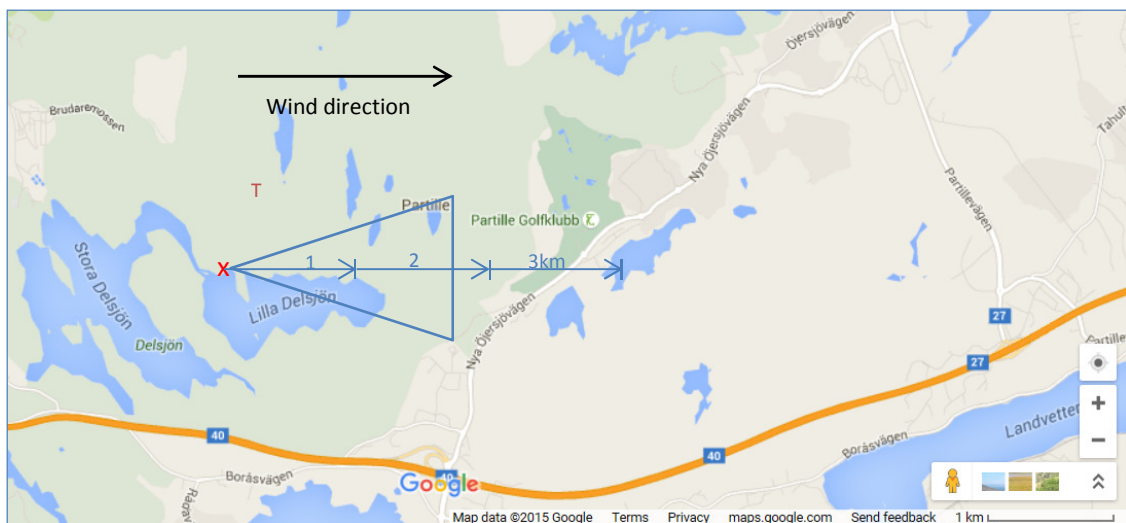 Öjersjövägen
Wind direction
Brudaremossen
Tahult
Nya Öjersjövägen
T
Partille
Partillevägen
Partille Golfklubb
X
1
2
3km
Stora Delsjön
Lilla Delsjön
Delsjön
Nya Öjersjövägen
27
Partille
27
40
40
Landvetter
Boråsvägen
Boråsvägen
40
Google
Rådav
Map data ©2015 Google Terms Privacy maps.google.com Send feedback 1 km